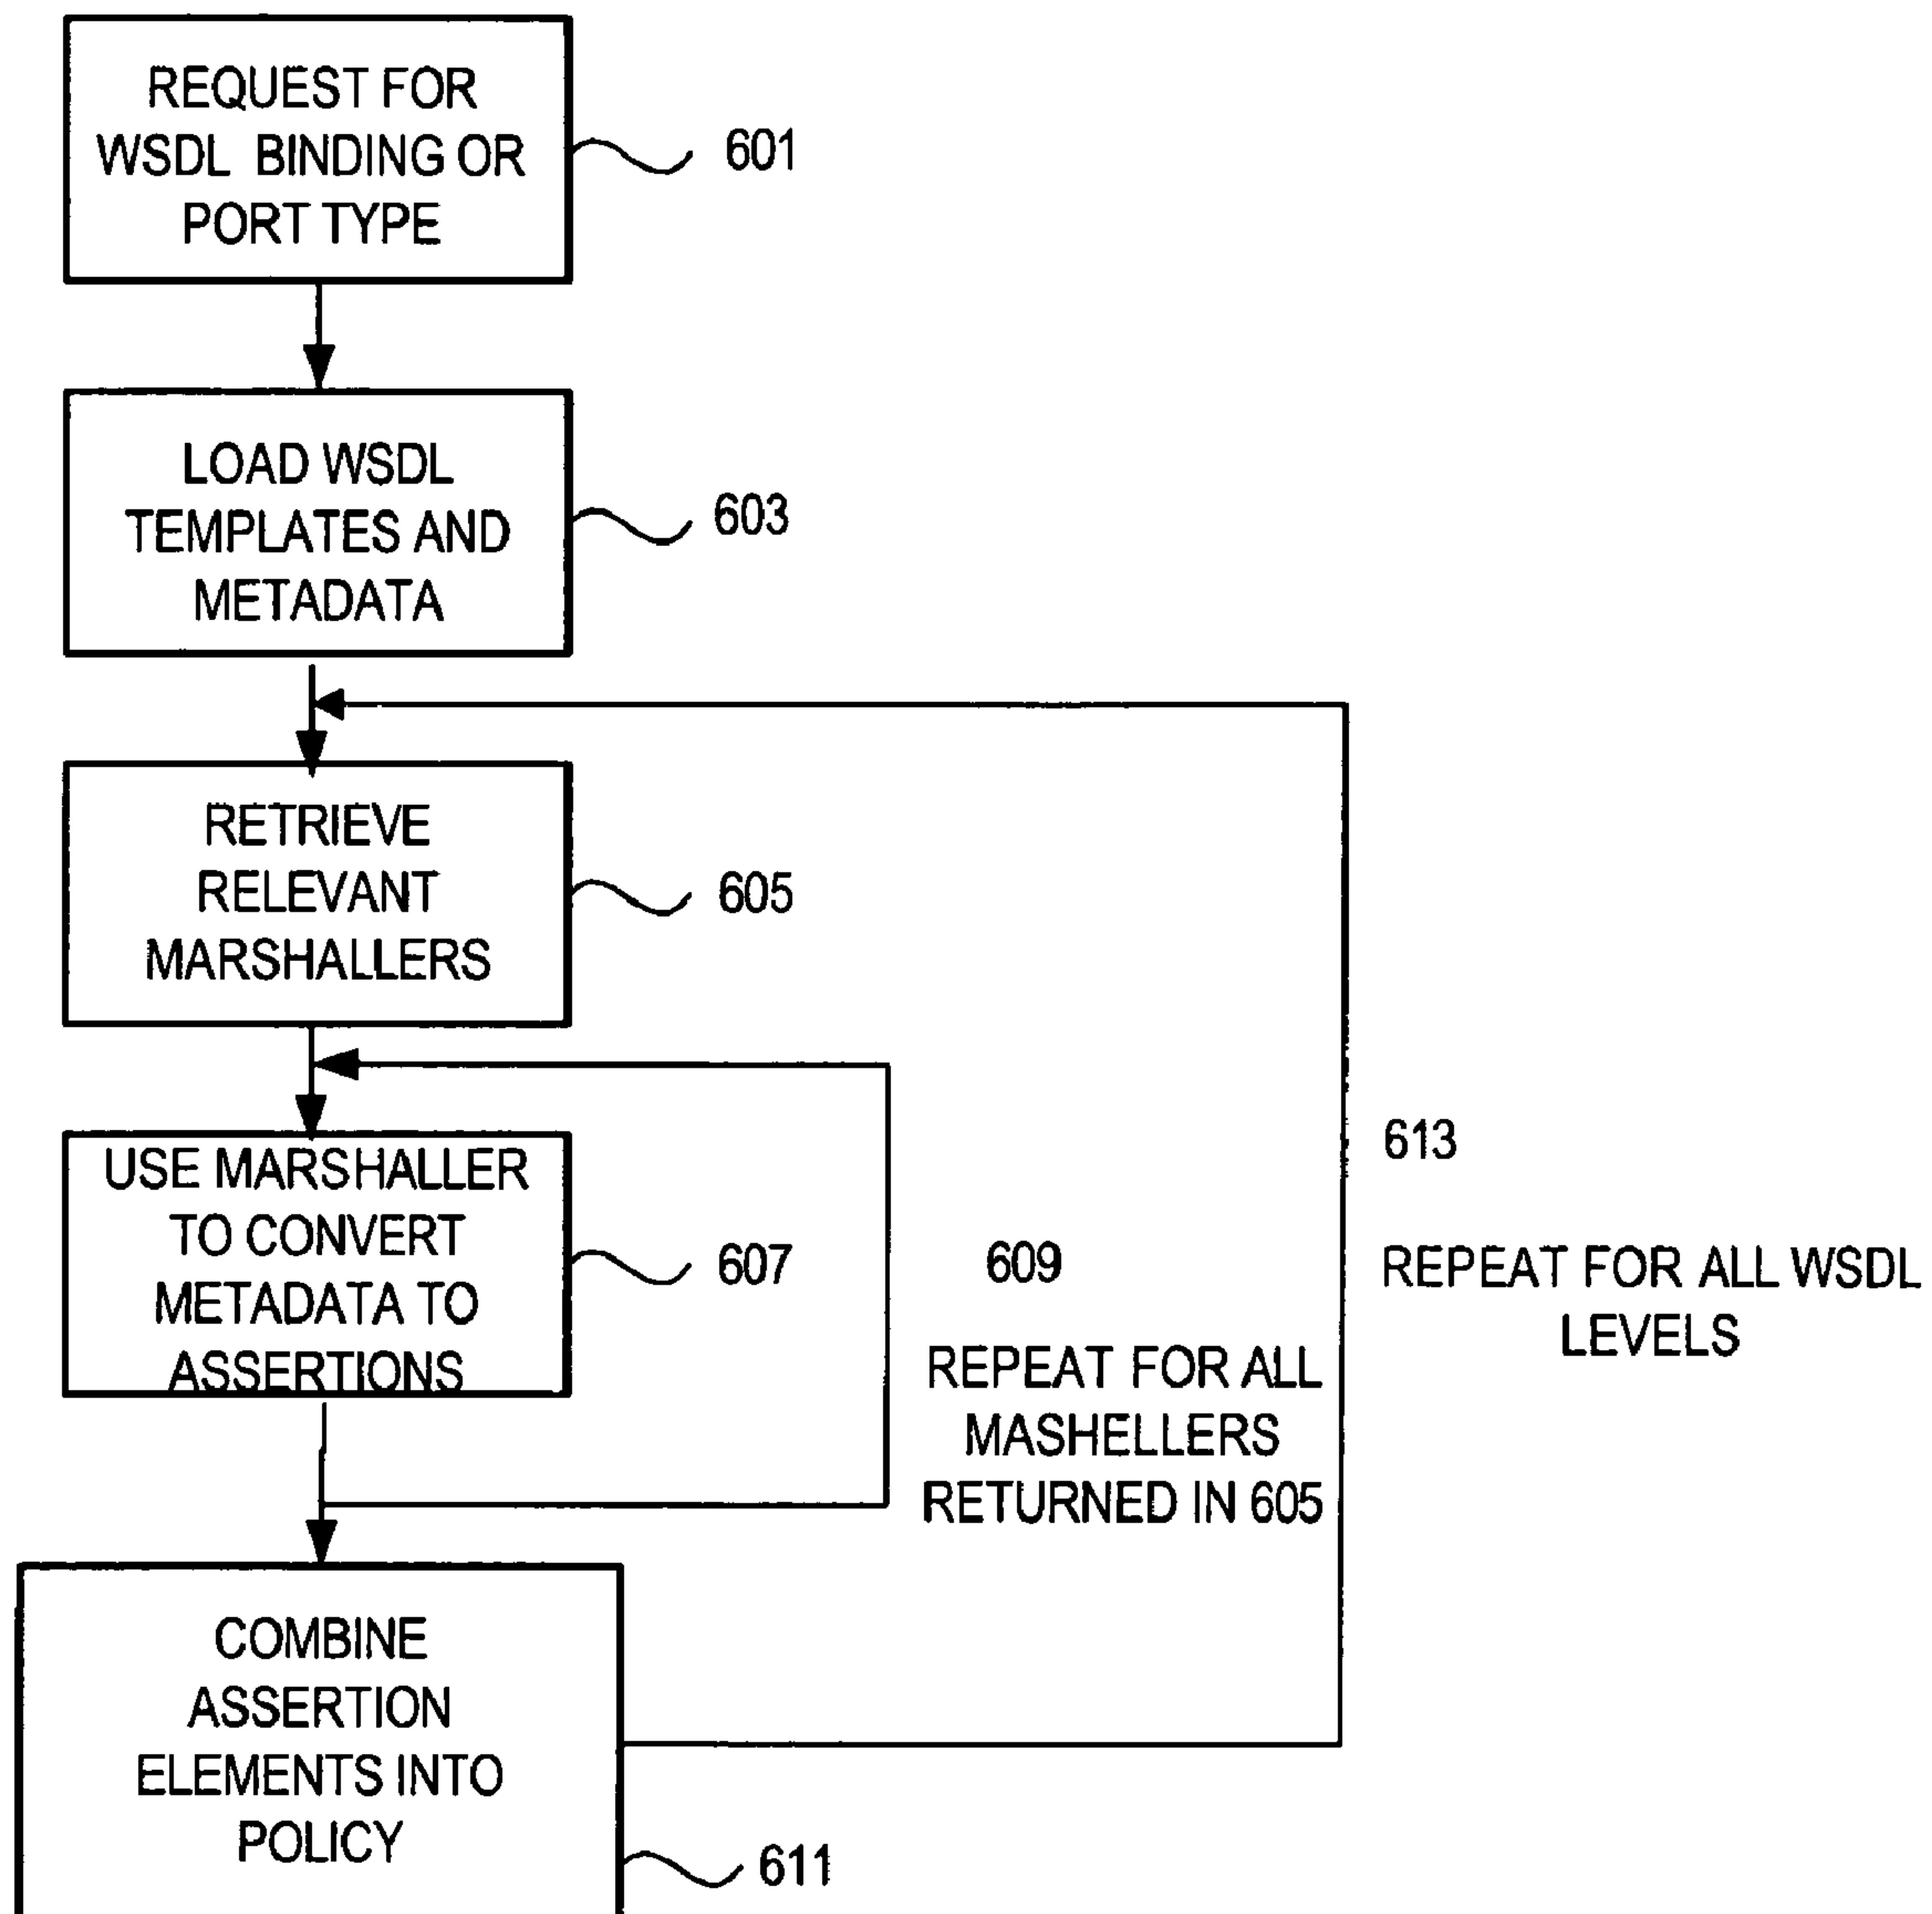 REQUEST FOR
WSDL BINDING OR
PORT TYPE
601
LOAD WSDL
TEMPLATES AND
METADATA
603
RETRIEVE
RELEVANT
MARSHALLERS
605
USE MARSHALLER
TO CONVERT
METADATA TO
ASSERTIONS
607
609
REPEAT FOR ALL
MASHELLERS
RETURNED IN 605
613
REPEAT FOR ALL WSDL
LEVELS
COMBINE
ASSERTION
ELEMENTS INTO
POLICY
611